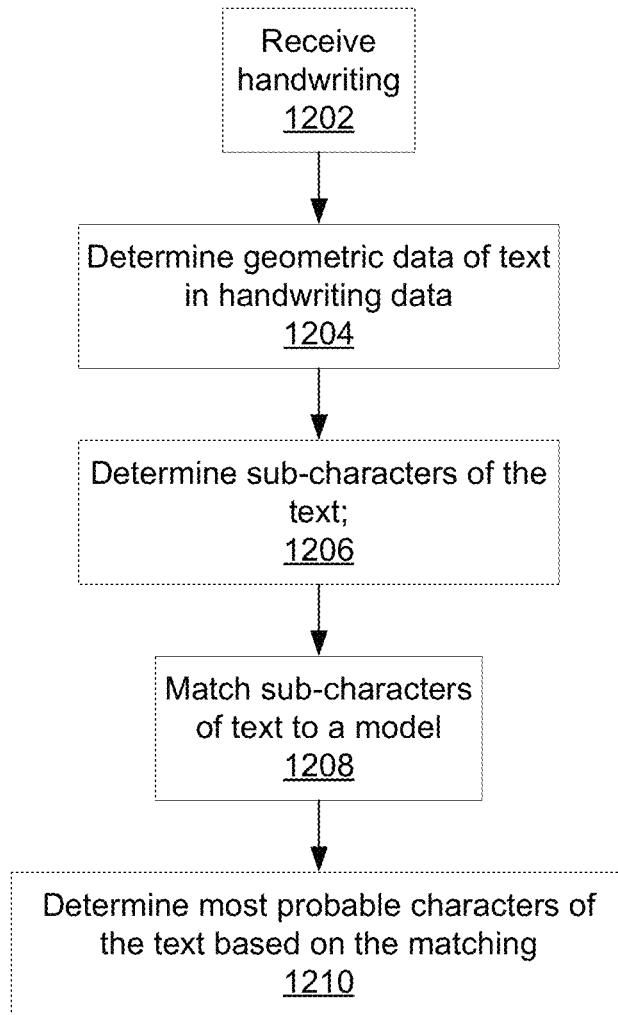 Receive
handwriting
1202
Determine geometric data of text
in handwriting data
1204
Determine sub-characters of the
text;
1206
Match sub-characters
of text to a model
1208
Determine most probable characters of
the text based on the matching
1210